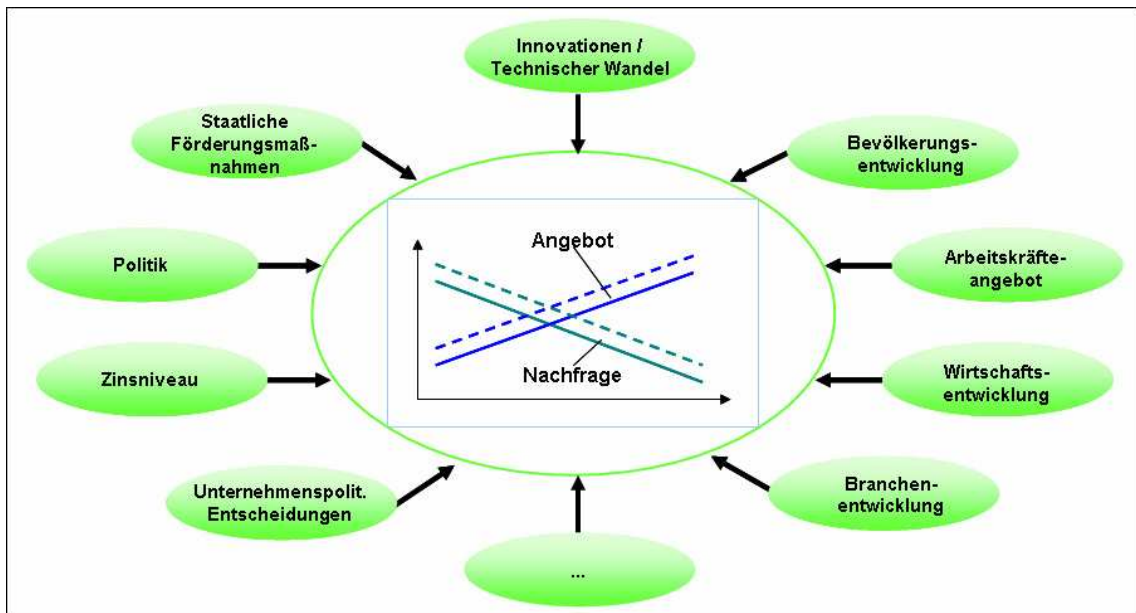 Innovationen /
Technischer Wandel
Staatliche
Förderungsmaß-
nahmen
Bevölkerungs-
entwicklung
Politik
Arbeitskräfte-
angebot
Zinsniveau
Wirtschafts-
entwicklung
Unternehmenspolit.
Entscheidungen
Branchen-
entwicklung
...
Angebot
Nachfrage